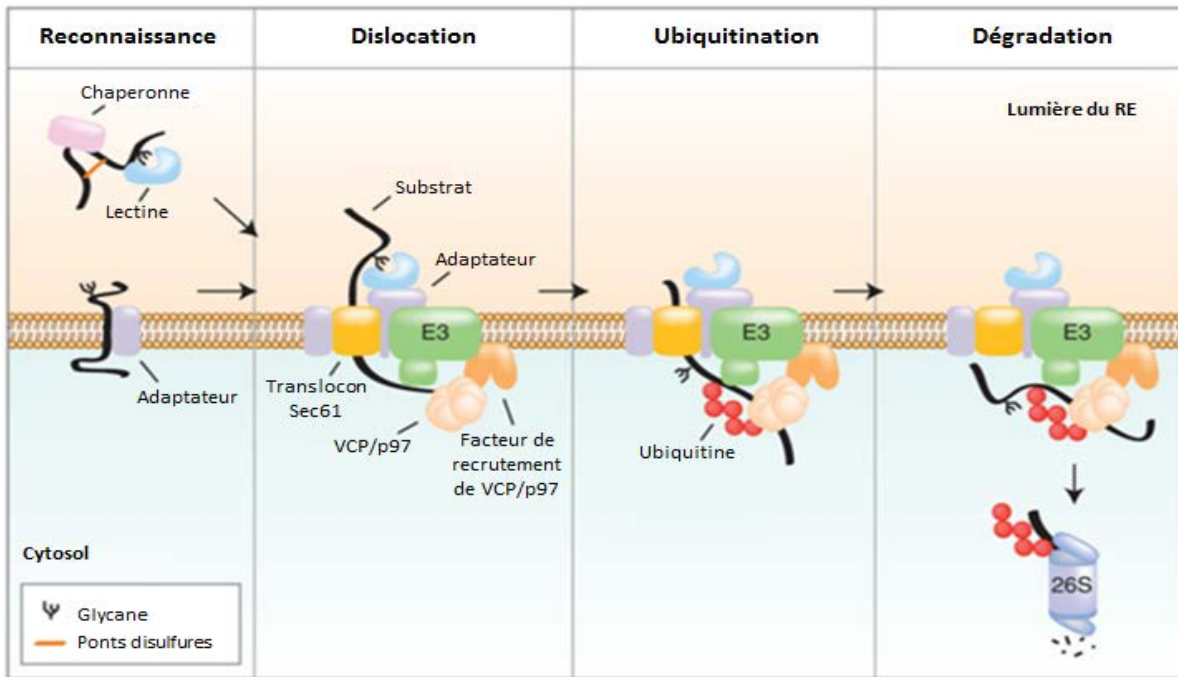 Reconnaissance
Dislocation
Ubiquitination
Dégradation
Chaperonne
Lectine
Adaptateur
Cytosol
Glycane
Ponts disulfures
Substrat
Adaptateur
E3
Translocon
Sec61
VCP/p97
Facteur de
recrutement
de VCP/p97
E3
Ubiquitine
Lumière du RE
E3
26S